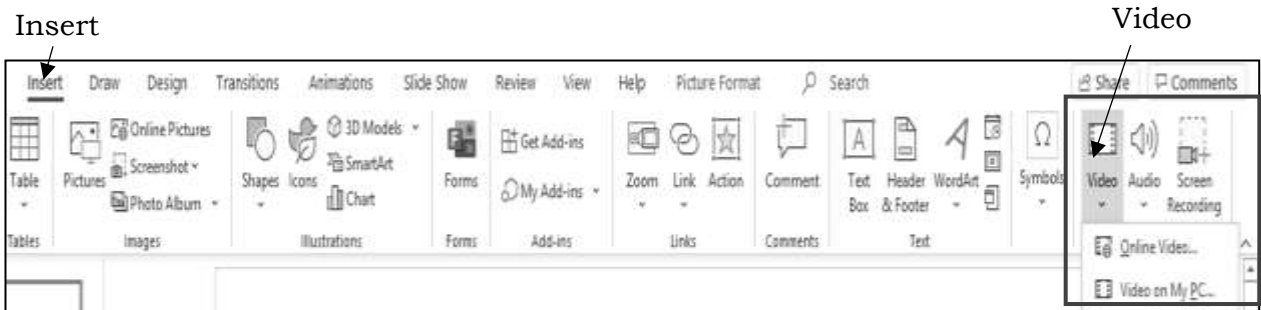 Insert
Video
Insert Draw Design Transitions Animations Slide Show Review View Help Picture Format Search Share Comments
Online Pictures
Screenshot
Photo Album
3D Models
SmartArt
Chart
Get Add-ins
My Add-ins
Table Pictures Shapes Icons Forms Zoom Link Action Comment Text Box Header & Footer WordArt Symbols Video Audio Screen Recording
Tables Images Illustrations Forms Add-ins Links Comments Text
Online Video...
Video on My PC...